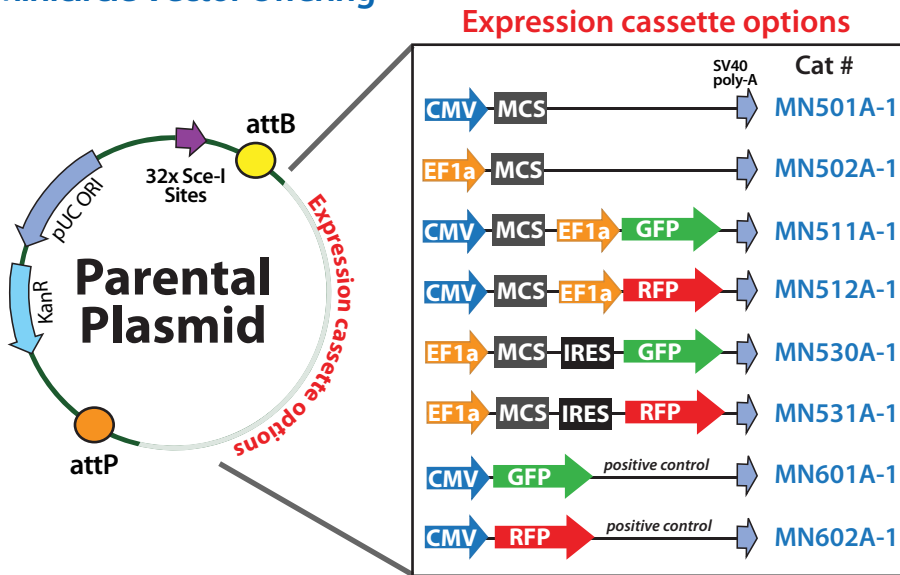 Expression cassette options
SV40
poly-A
Cat #
CMV MCS MN501A-1
EF1a MCS MN502A-1
CMV MCS EF1a GFP MN511A-1
CMV MCS EF1a RFP MN512A-1
EF1a MCS IRES GFP MN530A-1
EF1a MCS IRES RFP MN531A-1
CMV GFP positive control MN601A-1
CMV RFP positive control MN602A-1
attB
32x Sce-I
Sites
pUC ORI
KanR
Parental
Plasmid
attP
Expression cassette options